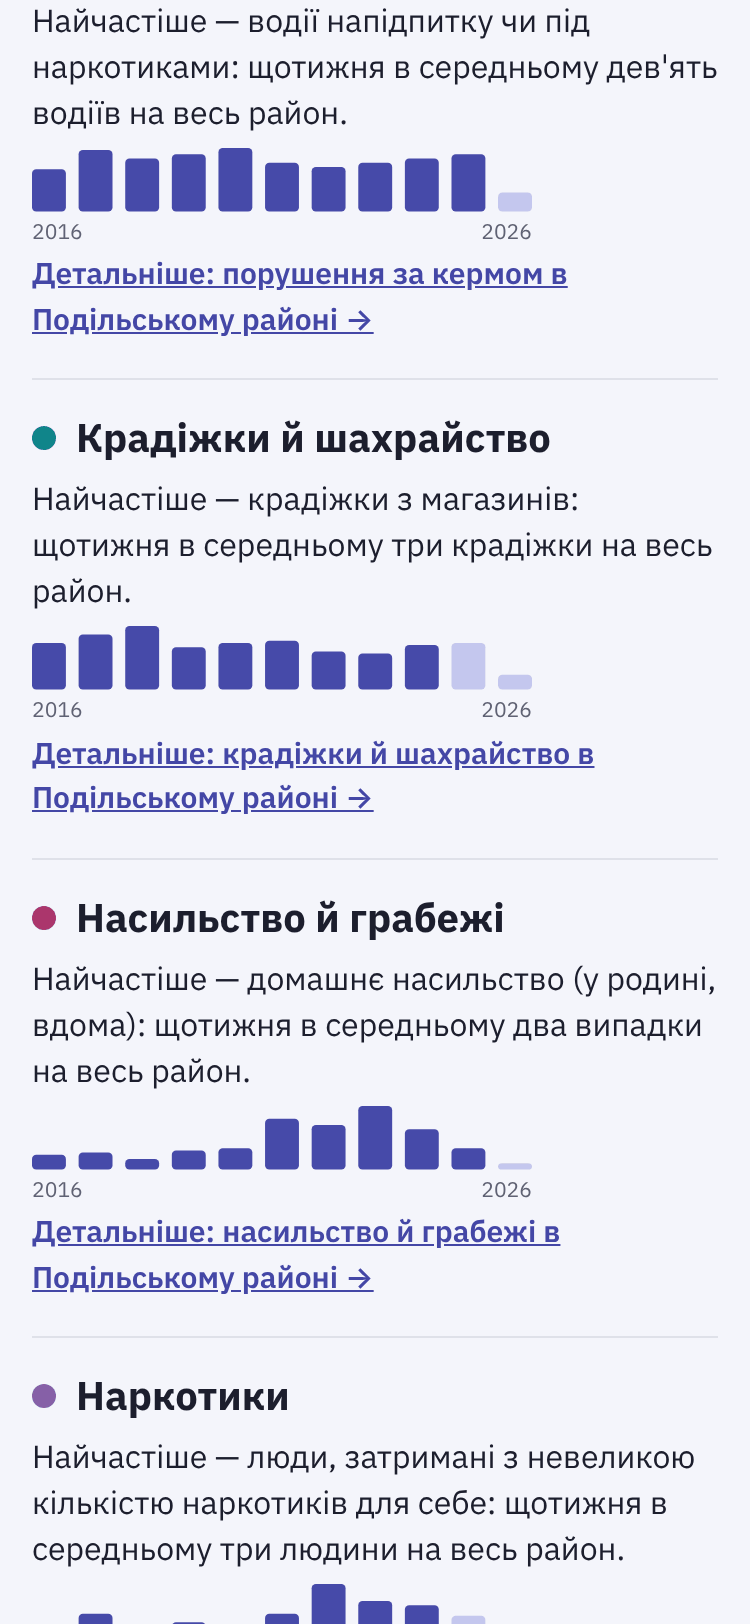 Найчастіше — водії напідпитку чи під
наркотиками: щотижня в середньому дев'ять
водіїв на весь район.
2016 2026
Детальніше: порушення за кермом в
Подільському районі →
Крадіжки й шахрайство
Найчастіше — крадіжки з магазинів:
щотижня в середньому три крадіжки на весь
район.
2016 2026
Детальніше: крадіжки й шахрайство в
Подільському районі →
Насильство й грабежі
Найчастіше — домашнє насильство (у родині,
вдома): щотижня в середньому два випадки
на весь район.
2016 2026
Детальніше: насильство й грабежі в
Подільському районі →
Наркотики
Найчастіше — люди, затримані з невеликою
кількістю наркотиків для себе: щотижня в
середньому три людини на весь район.